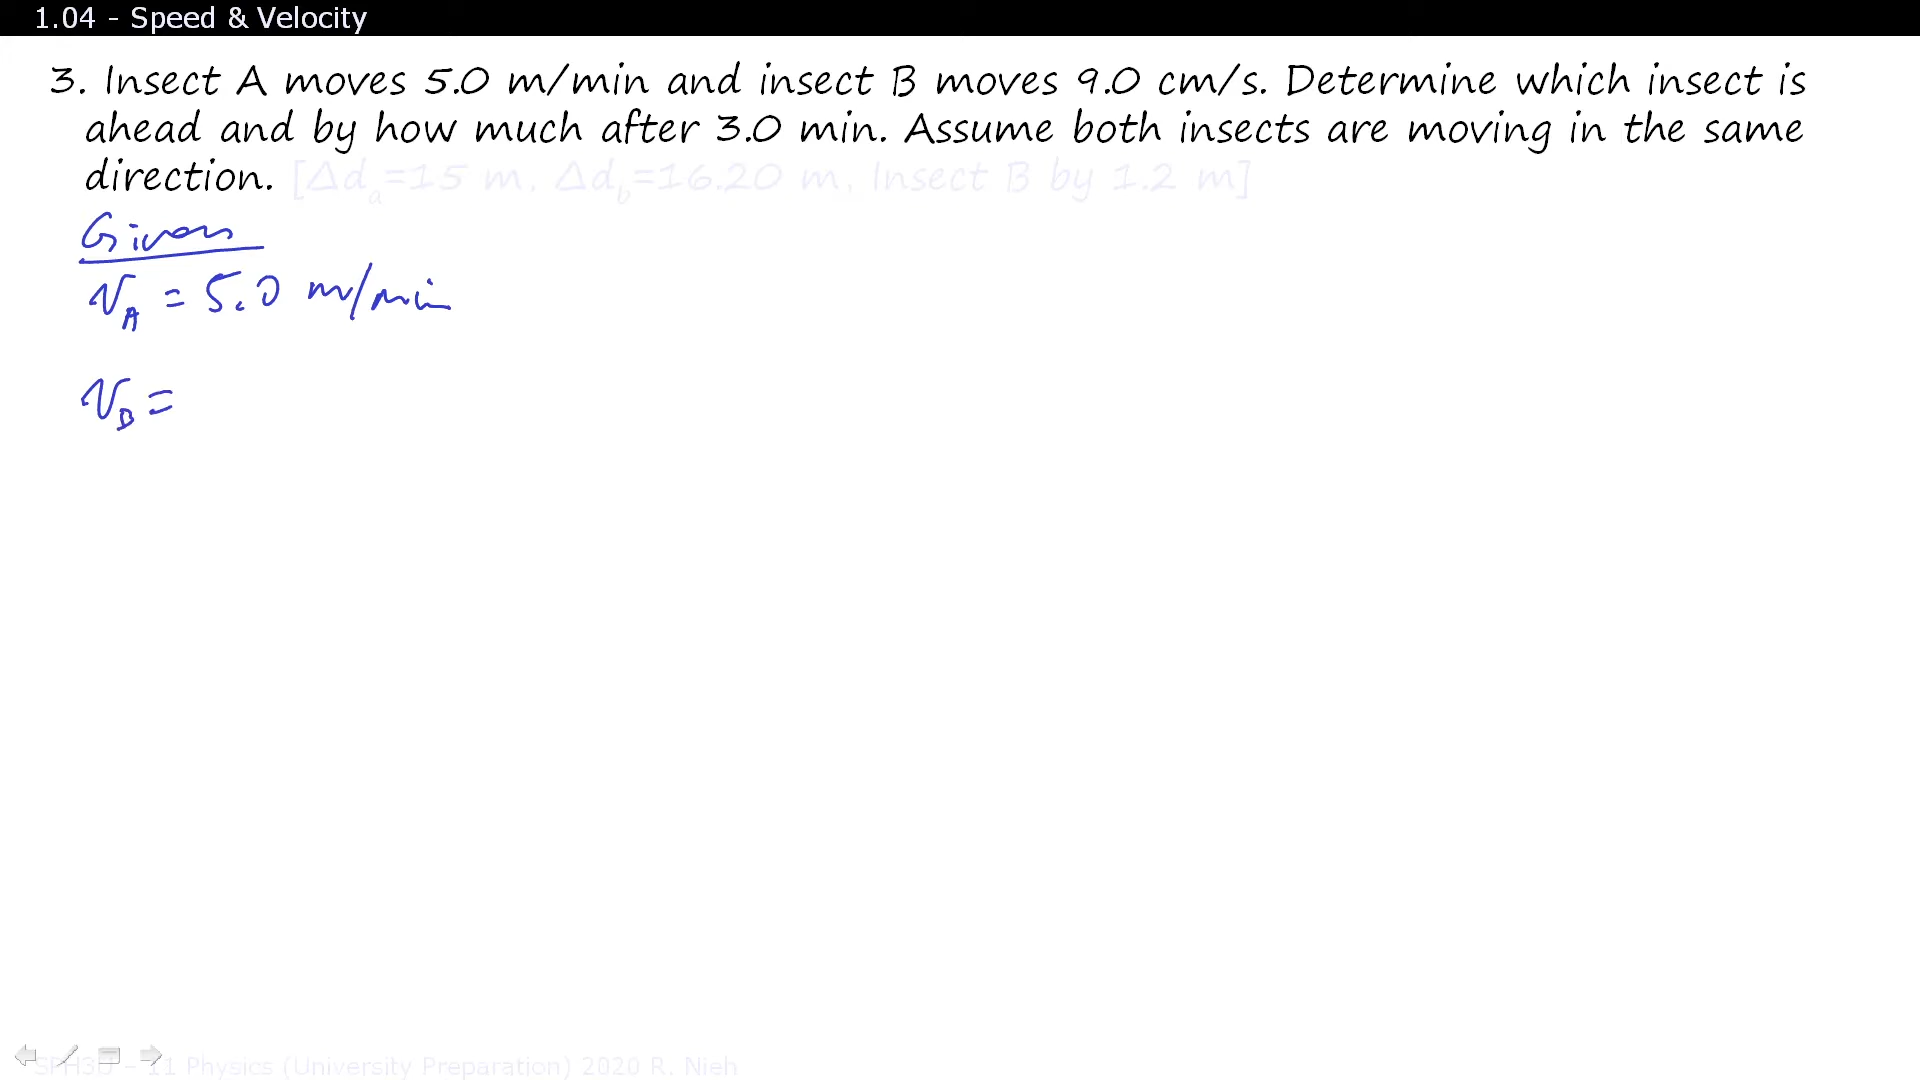 1.04 - Speed & Velocity
3. Insect A moves 5.0 m/min and insect B moves 9.0 cm/s. Determine which insect is
ahead and by how much after 3.0 min. Assume both insects are moving in the same
direction. [Δda=15 m, Δdb=16.20 m, Insect B by 1.2 m]
Given
vA = 5.0 m/min
vB =
SPH3U – 11 Physics (University Preparation) 2020 R. Nieh